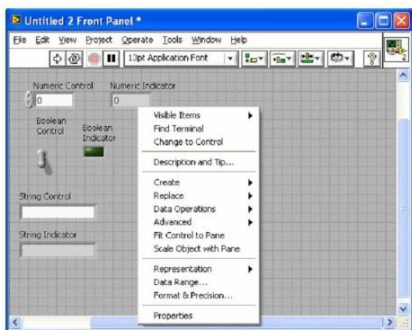 Untitled 2 Front Panel *
File Edit View Project Operate Tools Window Help
13pt Application Font
Numeric Control Numeric Indicator
0 0
Boolean Control
Boolean Indicator
String Control
String Indicator
Visible Items
Find Terminal
Change to Control
Description and Tip...
Create
Replace
Data Operations
Advanced
Fit Control to Pane
Scale Object with Pane
Representation
Data Range...
Format & Precision...
Properties